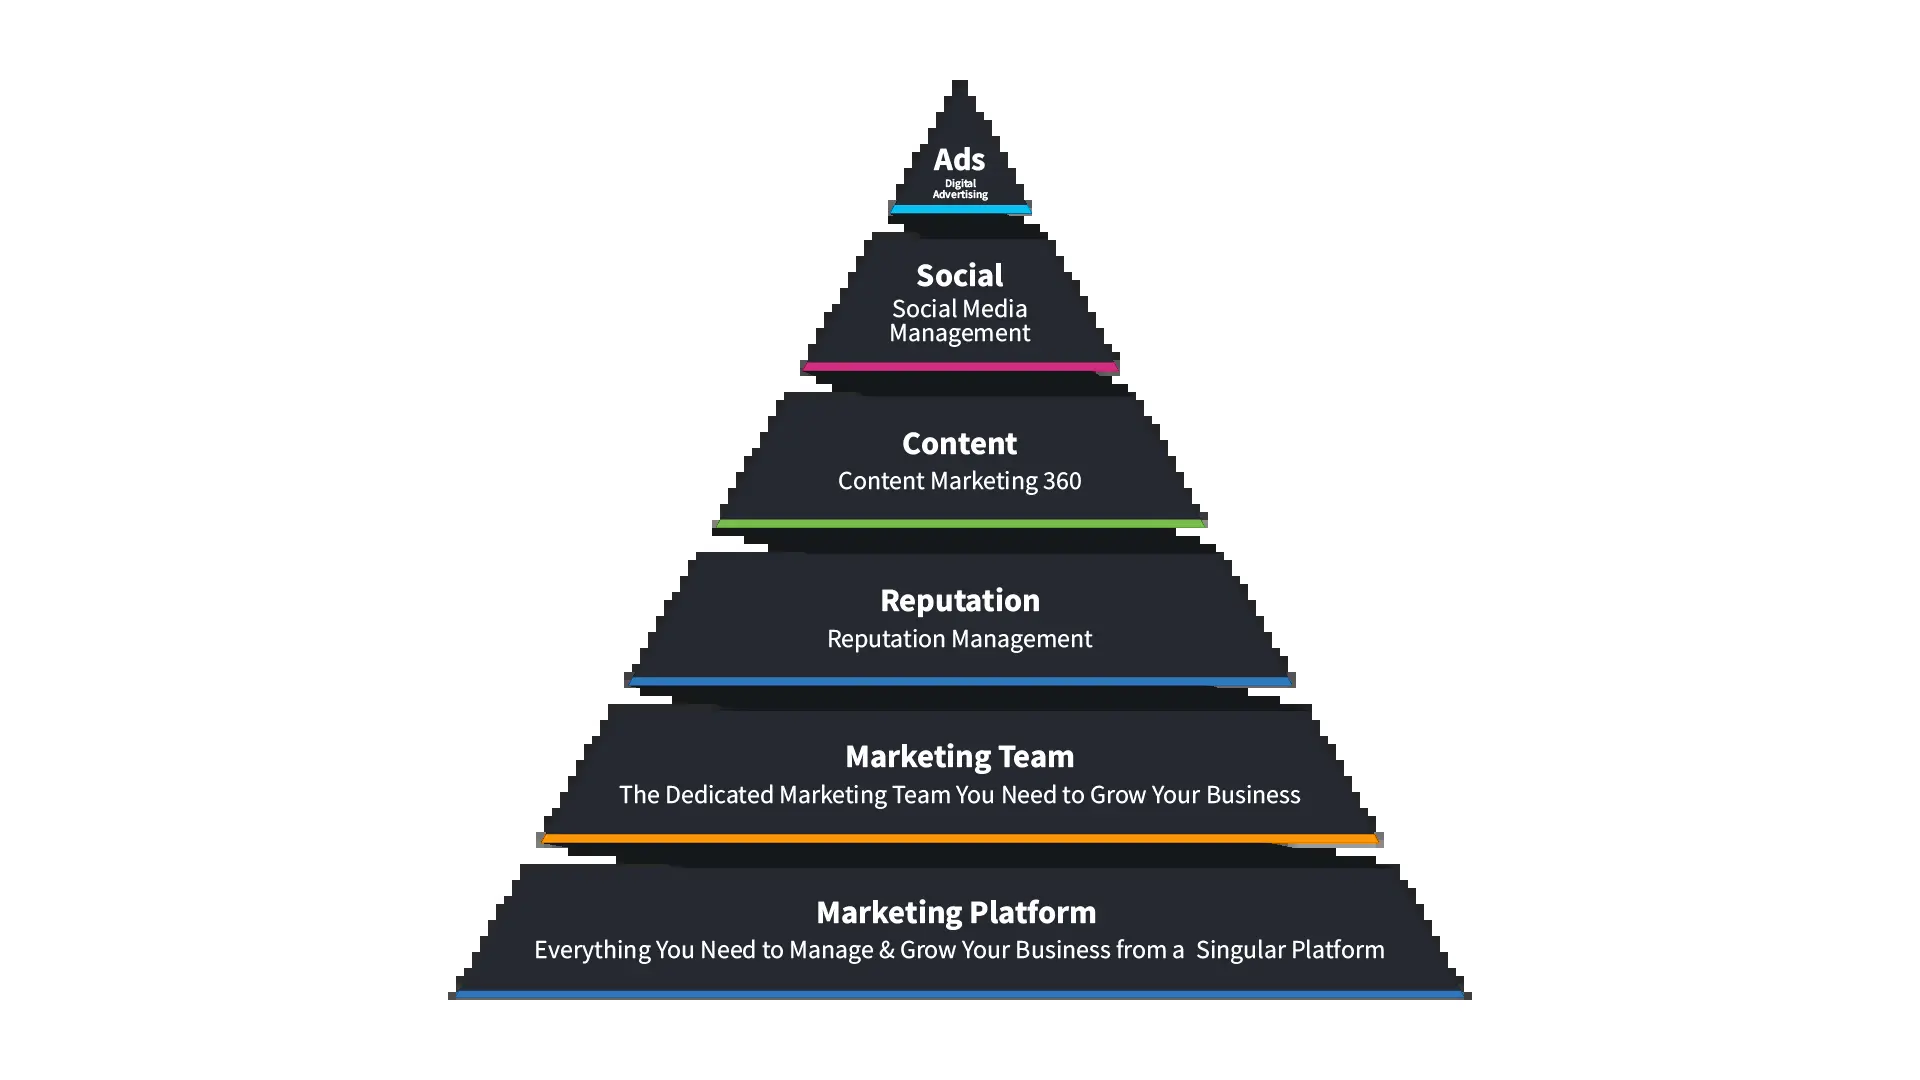 Ads
Digital
Advertising
Social
Social Media
Management
Content
Content Marketing 360
Reputation
Reputation Management
Marketing Team
The Dedicated Marketing Team You Need to Grow Your Business
Marketing Platform
Everything You Need to Manage & Grow Your Business from a  Singular Platform